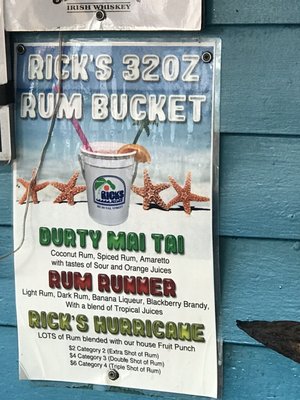 IRISH WHISKEY
RICK'S 32OZ
RUM BUCKET
RICK'S
DURTY MAI TAI
Coconut Rum, Spiced Rum, Amaretto
with tastes of Sour and Orange Juices
RUM RUNNER
Light Rum, Dark Rum, Banana Liqueur, Blackberry Brandy,
With a blend of Tropical Juices
RICK'S HURRICANE
LOTS of Rum blended with our house Fruit Punch
$2 Category 2 (Extra Shot of Rum)
$4 Category 3 (Double Shot of Rum)
$6 Category 4 (Triple Shot of Rum)